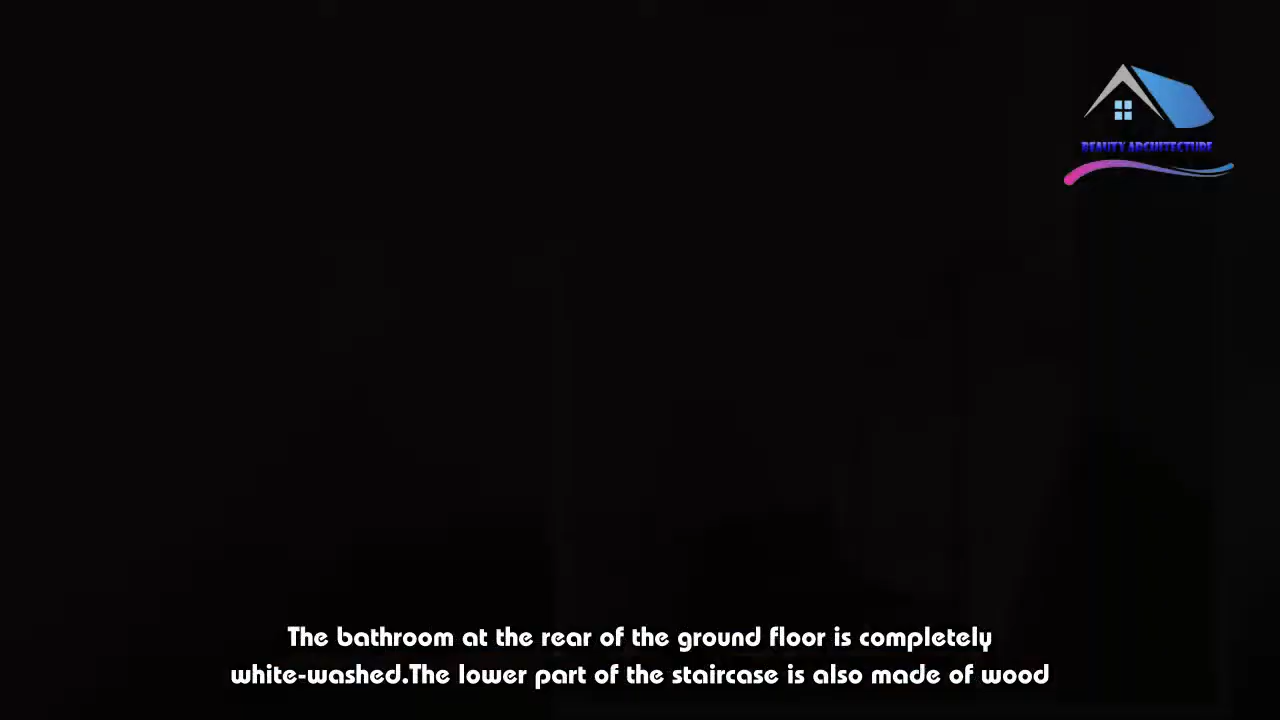 BEAUTY ARCHITECTURE
The bathroom at the rear of the ground floor is completely
white-washed.The lower part of the staircase is also made of wood